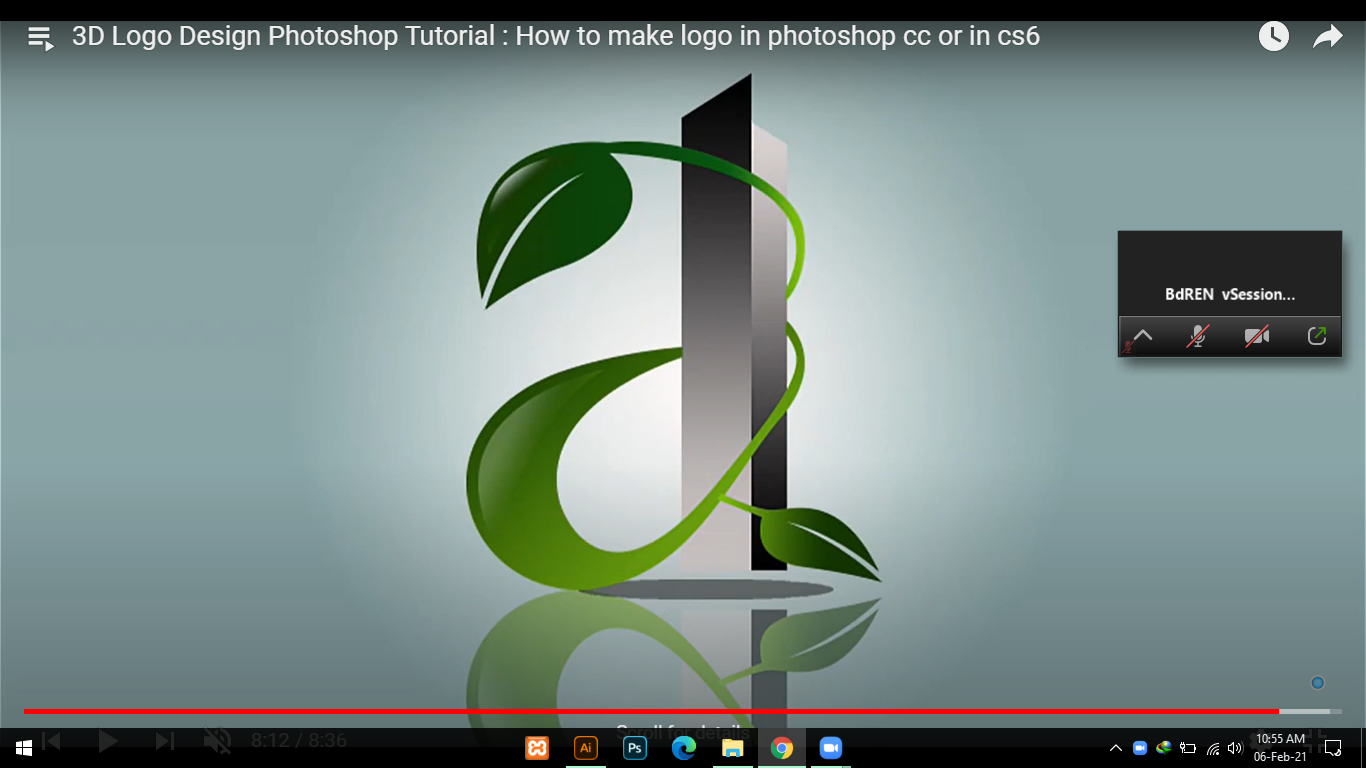 3D Logo Design Photoshop Tutorial : How to make logo in photoshop cc or in cs6
BdREN vSession...
Scroll for details
8:12 / 8:36
Ai
Ps
10:55 AM
06-Feb-21